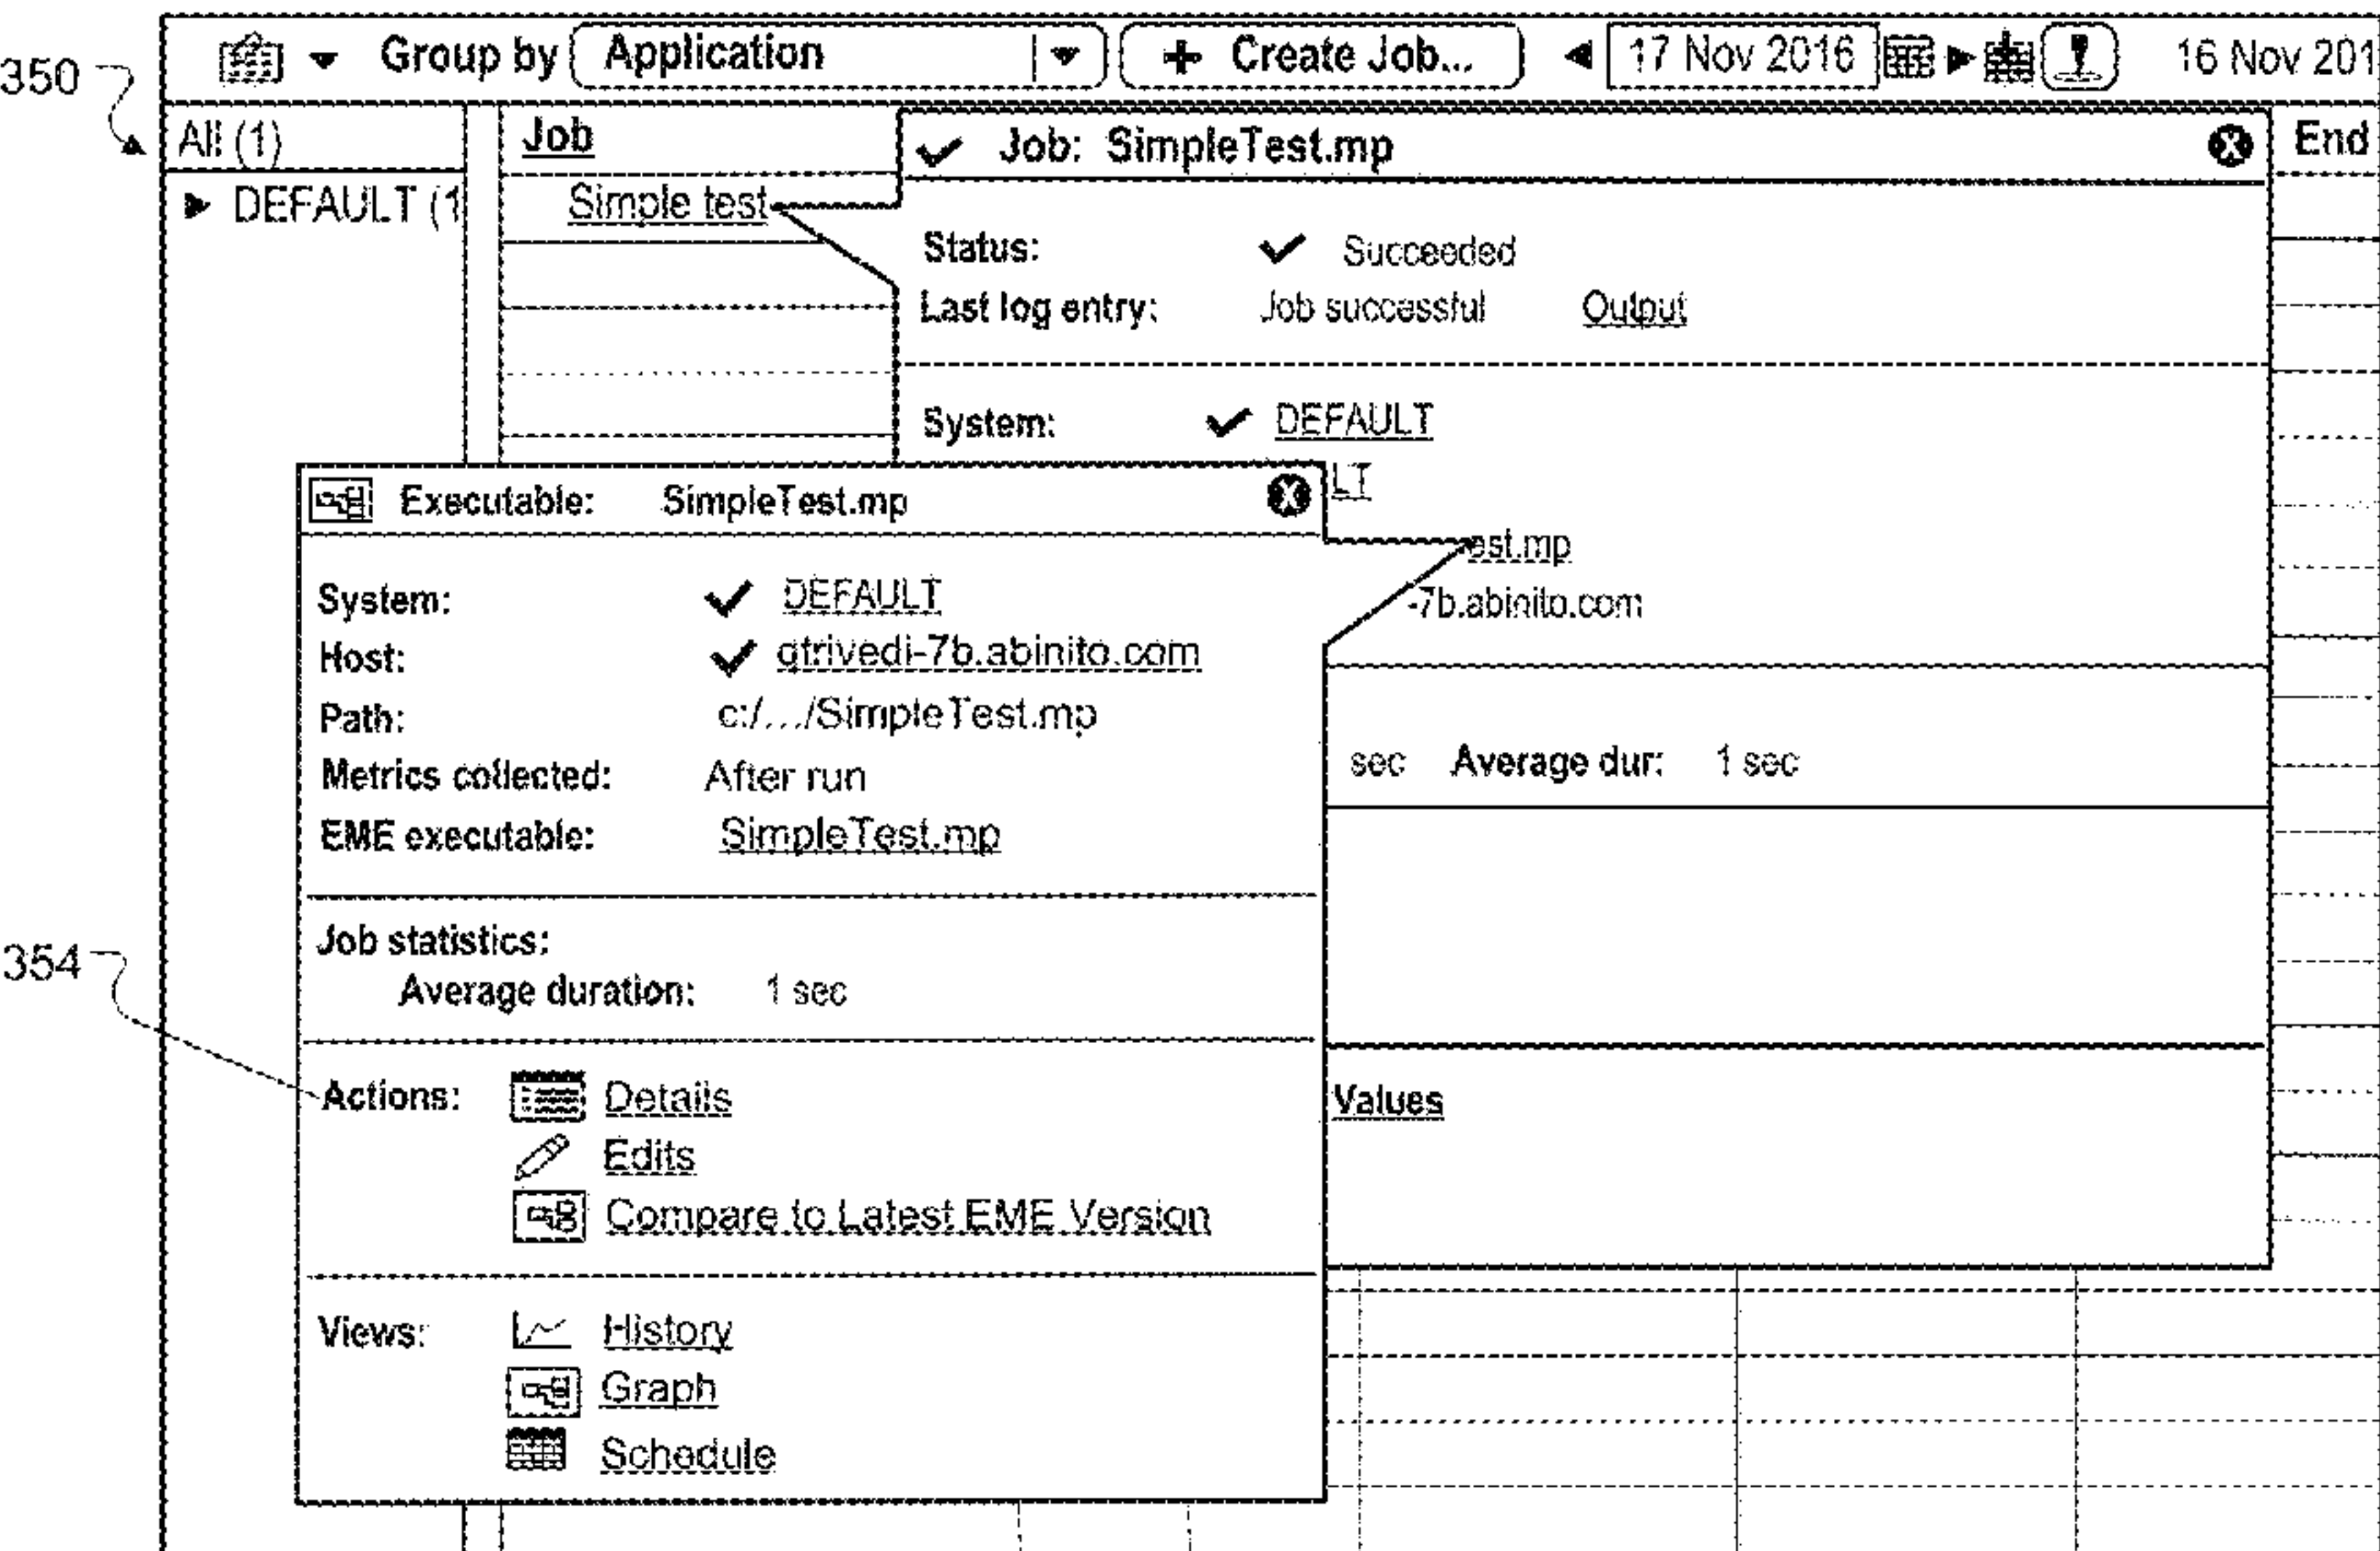 350
Group by Application + Create Job... 17 Nov 2016 16 Nov 201
All (1)
DEFAULT (1
Job
Simple test
Job: SimpleTest.mp
End
Status: Succeeded
Last log entry: Job successful Output
System: DEFAULT
LT
est.mp
-7b.abinito.com
sec Average dur: 1 sec
Values
Executable: SimpleTest.mp
System: DEFAULT
Host: gtrivedi-7b.abinito.com
Path: c:/.../SimpleTest.mp
Metrics collected: After run
EME executable: SimpleTest.mp
Job statistics:
Average duration: 1 sec
354
Actions: Details
Edits
Compare to Latest EME Version
Views: History
Graph
Schedule